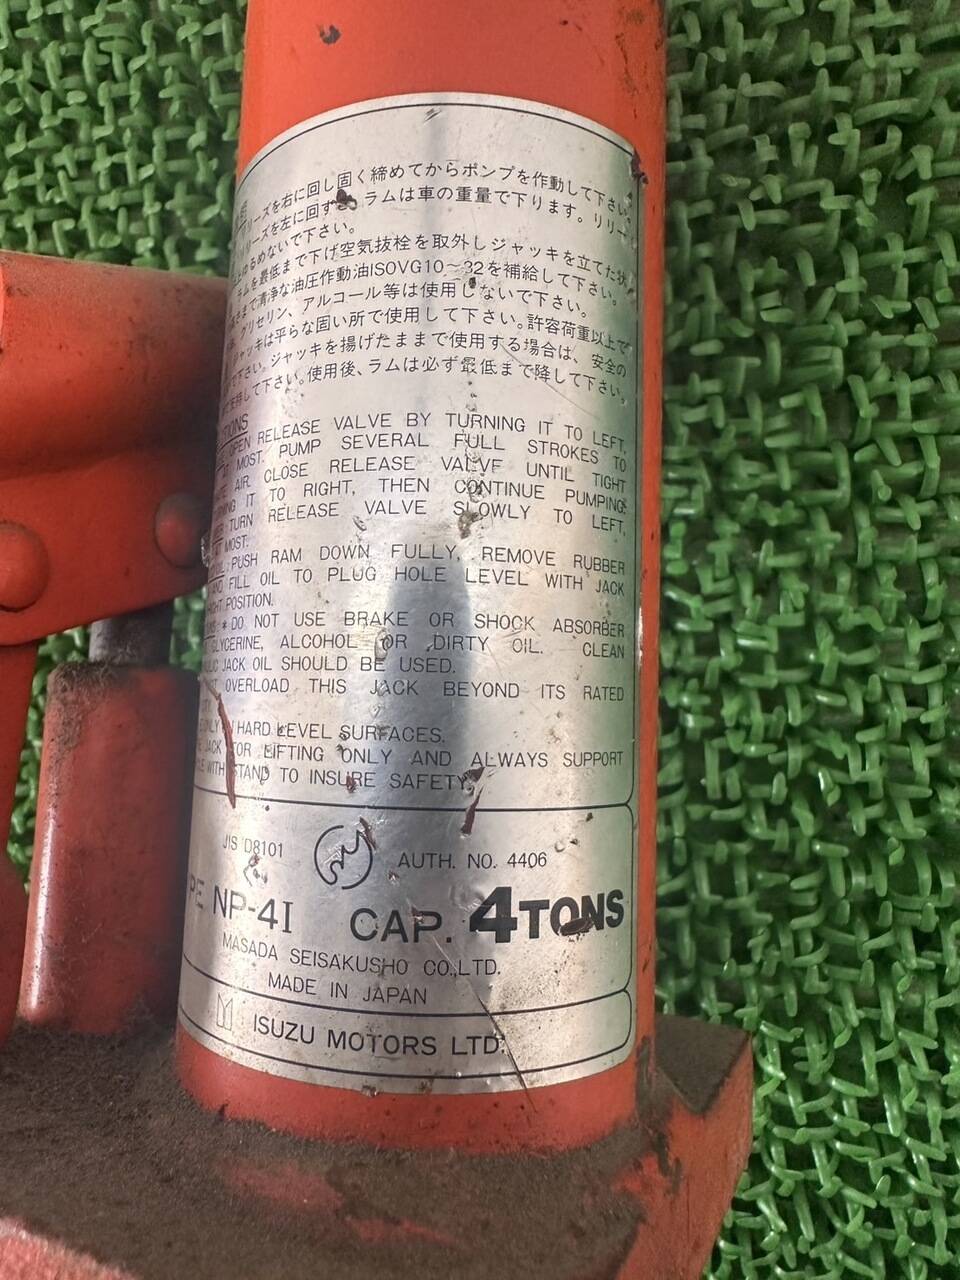 リーズを右に回し固く締めてからポンプを作動して下さい。
リーズを左に回す ラムは車の重量で下ります。リリー
ゆるめないで下さい。
ラムを最低まで下げ空気抜栓を取外しジャッキを立てた状
まで清浄な油圧作動油ISOVG10～32を補給して下さい。
グリセリン、アルコール等は使用しないで下さい。
ジャッキは平らな固い所で使用して下さい。許容荷重以上で
で下さい。ジャッキを揚げたままで使用する場合は、安全の
支持して下さい。使用後、ラムは必ず最低まで降して下さい。
OPEN RELEASE VALVE BY TURNING IT TO LEFT,
MOST. PUMP SEVERAL FULL STROKES TO
AIR. CLOSE RELEASE VALVE UNTIL TIGHT
IT TO RIGHT, THEN CONTINUE PUMPING.
TURN RELEASE VALVE SLOWLY TO LEFT,
AT MOST.
PUSH RAM DOWN FULLY, REMOVE RUBBER
AND FILL OIL TO PLUG HOLE LEVEL WITH JACK
POSITION.
* DO NOT USE BRAKE OR SHOCK ABSORBER
GLYCERINE, ALCOHOL OR DIRTY OIL. CLEAN
JACK OIL SHOULD BE USED.
OVERLOAD THIS JACK BEYOND ITS RATED
HARD LEVEL SURFACES.
JACK FOR LIFTING ONLY AND ALWAYS SUPPORT
WITH STAND TO INSURE SAFETY.
JIS D8101 AUTH. NO. 4406
PE NP-4I CAP. 4TONS
MASADA SEISAKUSHO CO.,LTD.
MADE IN JAPAN
ISUZU MOTORS LTD.